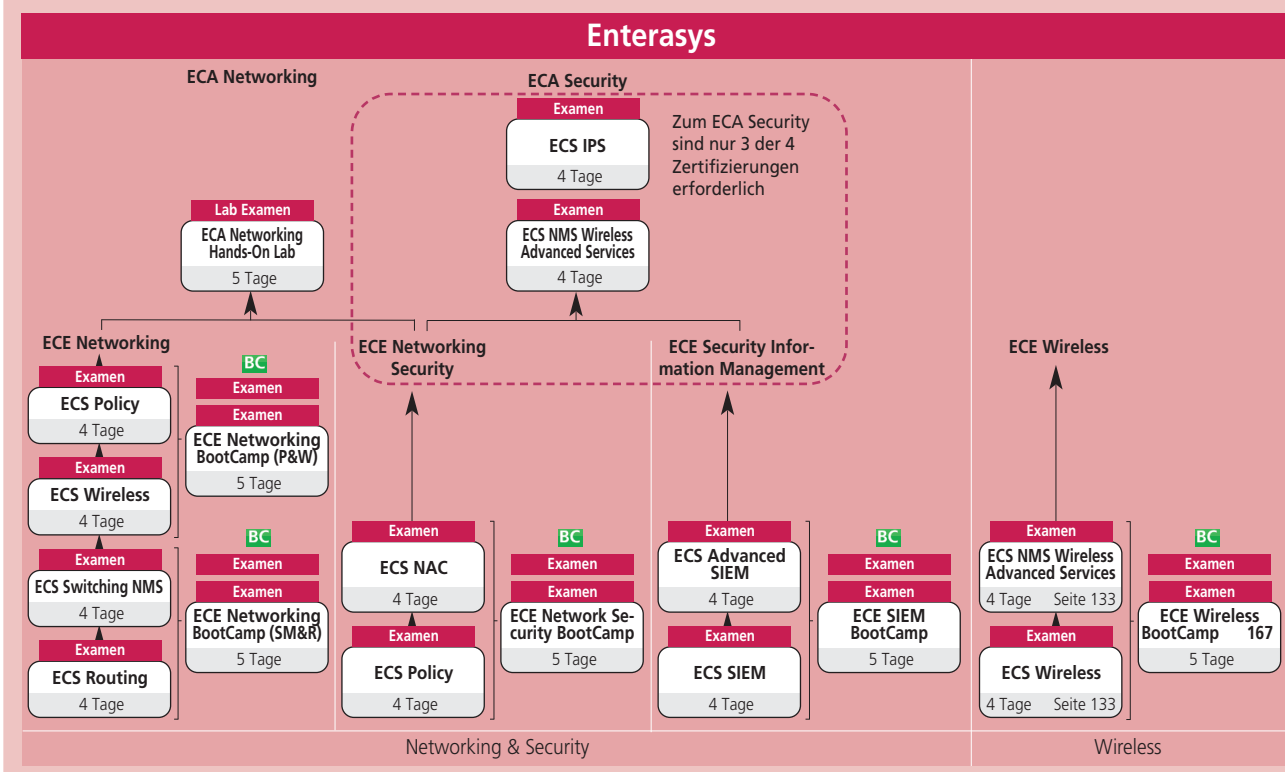 Enterasys
ECA Networking
ECA Security
Examen
ECS IPS
4 Tage
Zum ECA Security
sind nur 3 der 4
Zertifizierungen
erforderlich
Lab Examen
ECA Networking
Hands-On Lab
5 Tage
Examen
ECS NMS Wireless
Advanced Services
4 Tage
ECE Networking
ECE Networking
Security
ECE Security Infor-
mation Management
ECE Wireless
Examen
ECS Policy
4 Tage
Examen
ECS Wireless
4 Tage
Examen
ECS Switching NMS
4 Tage
Examen
ECS Routing
4 Tage
BC
Examen
Examen
ECE Networking
BootCamp (P&W)
5 Tage
BC
Examen
Examen
ECE Networking
BootCamp (SM&R)
5 Tage
Examen
ECS NAC
4 Tage
Examen
ECS Policy
4 Tage
BC
Examen
Examen
ECE Network Se-
curity BootCamp
5 Tage
Examen
ECS Advanced
SIEM
4 Tage
Examen
ECS SIEM
4 Tage
BC
Examen
Examen
ECE SIEM
BootCamp
5 Tage
Examen
ECS NMS Wireless
Advanced Services
4 Tage Seite 133
Examen
ECS Wireless
4 Tage Seite 133
BC
Examen
Examen
ECE Wireless
BootCamp 167
5 Tage
Networking & Security
Wireless